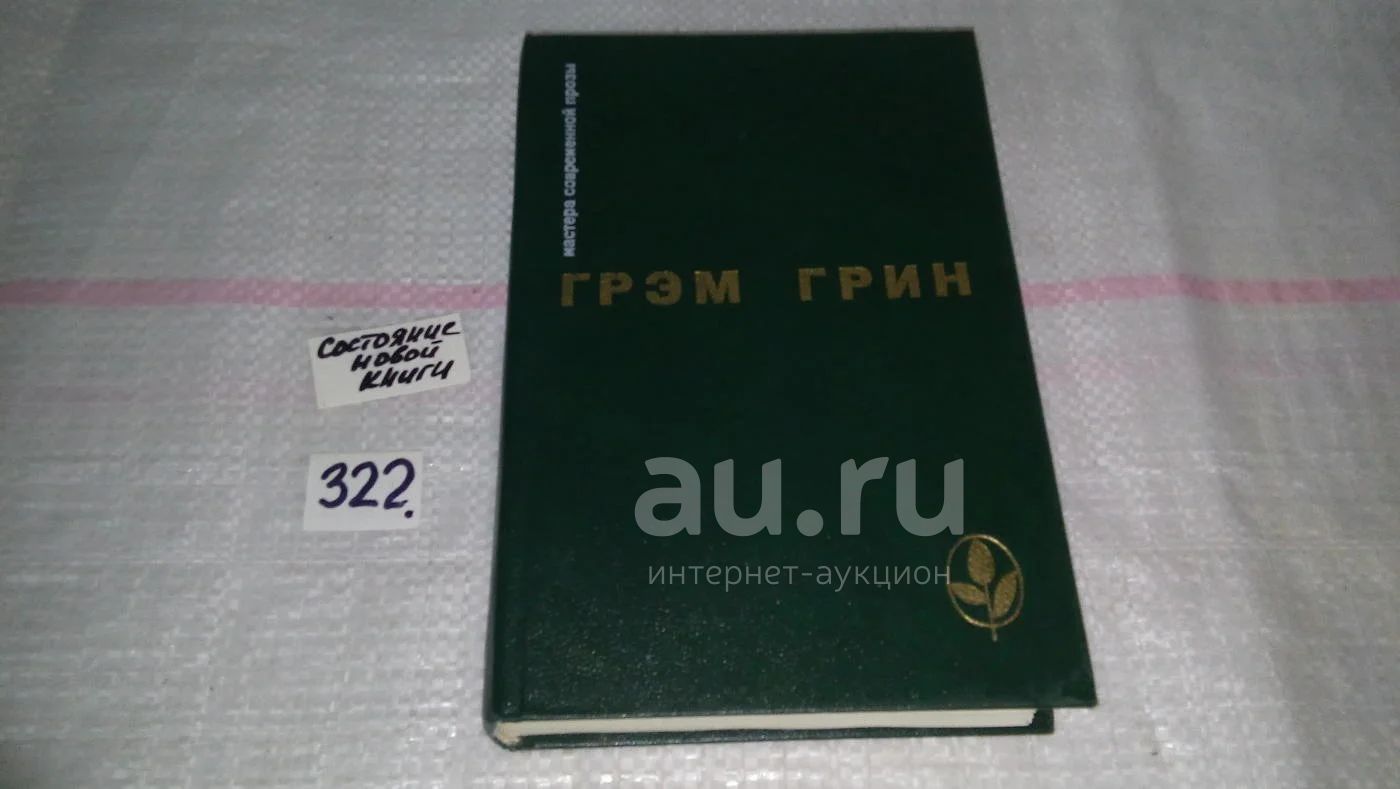 мастера современной прозы
ГРЭМ ГРИН
Состояние
новой
книги
322.
au.ru
интернет-аукцион